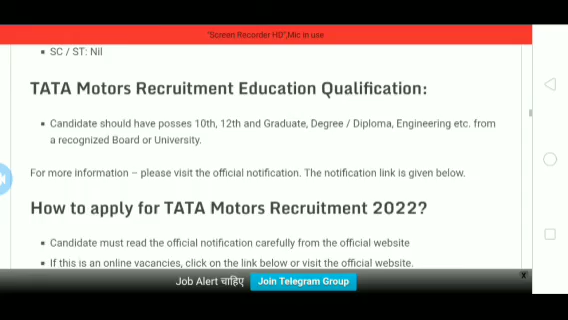 "Screen Recorder HD",Mic in use
SC / ST: Nil
TATA Motors Recruitment Education Qualification:
Candidate should have posses 10th, 12th and Graduate, Degree / Diploma, Engineering etc. from
a recognized Board or University.
For more information – please visit the official notification. The notification link is given below.
How to apply for TATA Motors Recruitment 2022?
Candidate must read the official notification carefully from the official website
If this is an online vacancies, click on the link below or visit the official website.
Job Alert चाहिए Join Telegram Group
X